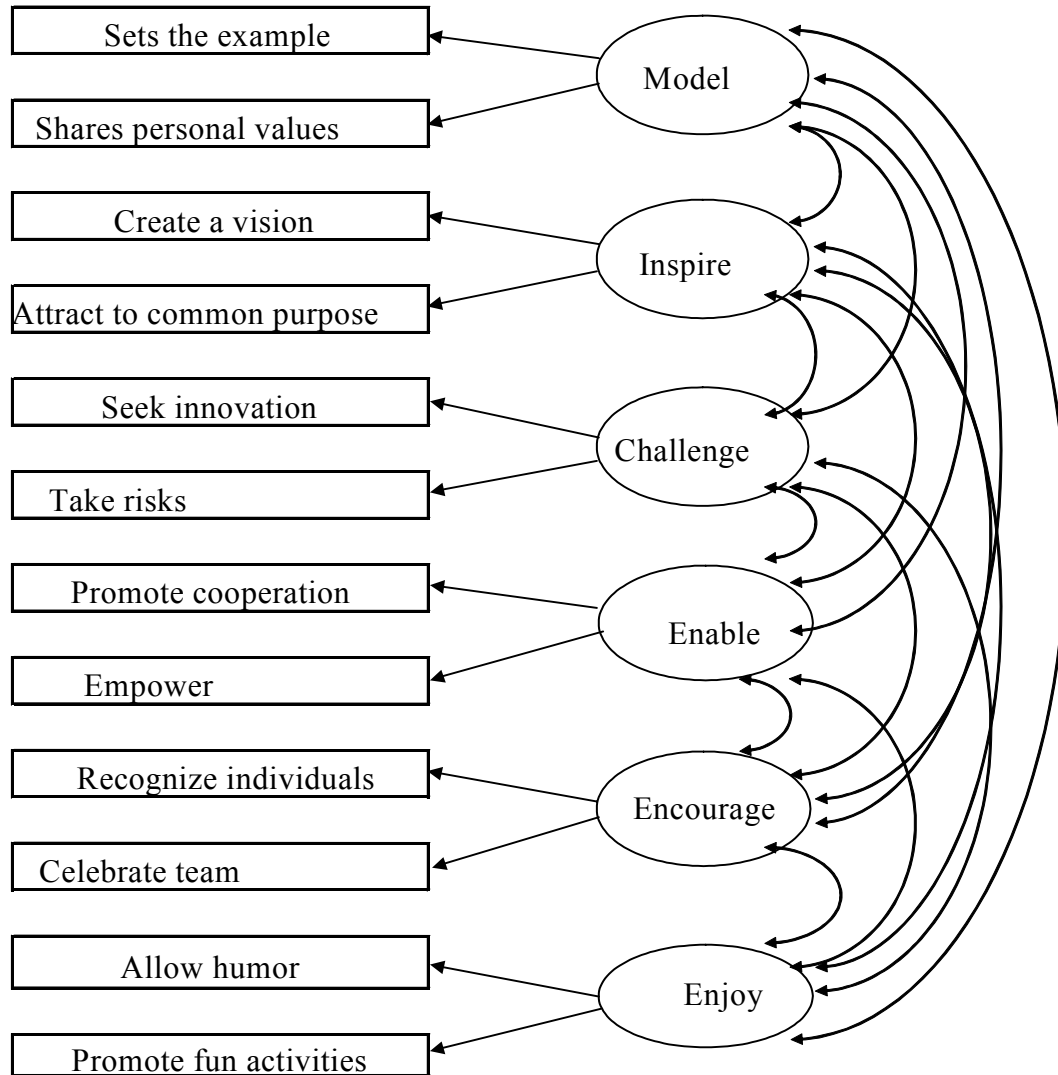 Sets the example
Model
Shares personal values
Create a vision
Inspire
Attract to common purpose
Seek innovation
Challenge
Take risks
Promote cooperation
Enable
Empower
Recognize individuals
Encourage
Celebrate team
Allow humor
Enjoy
Promote fun activities